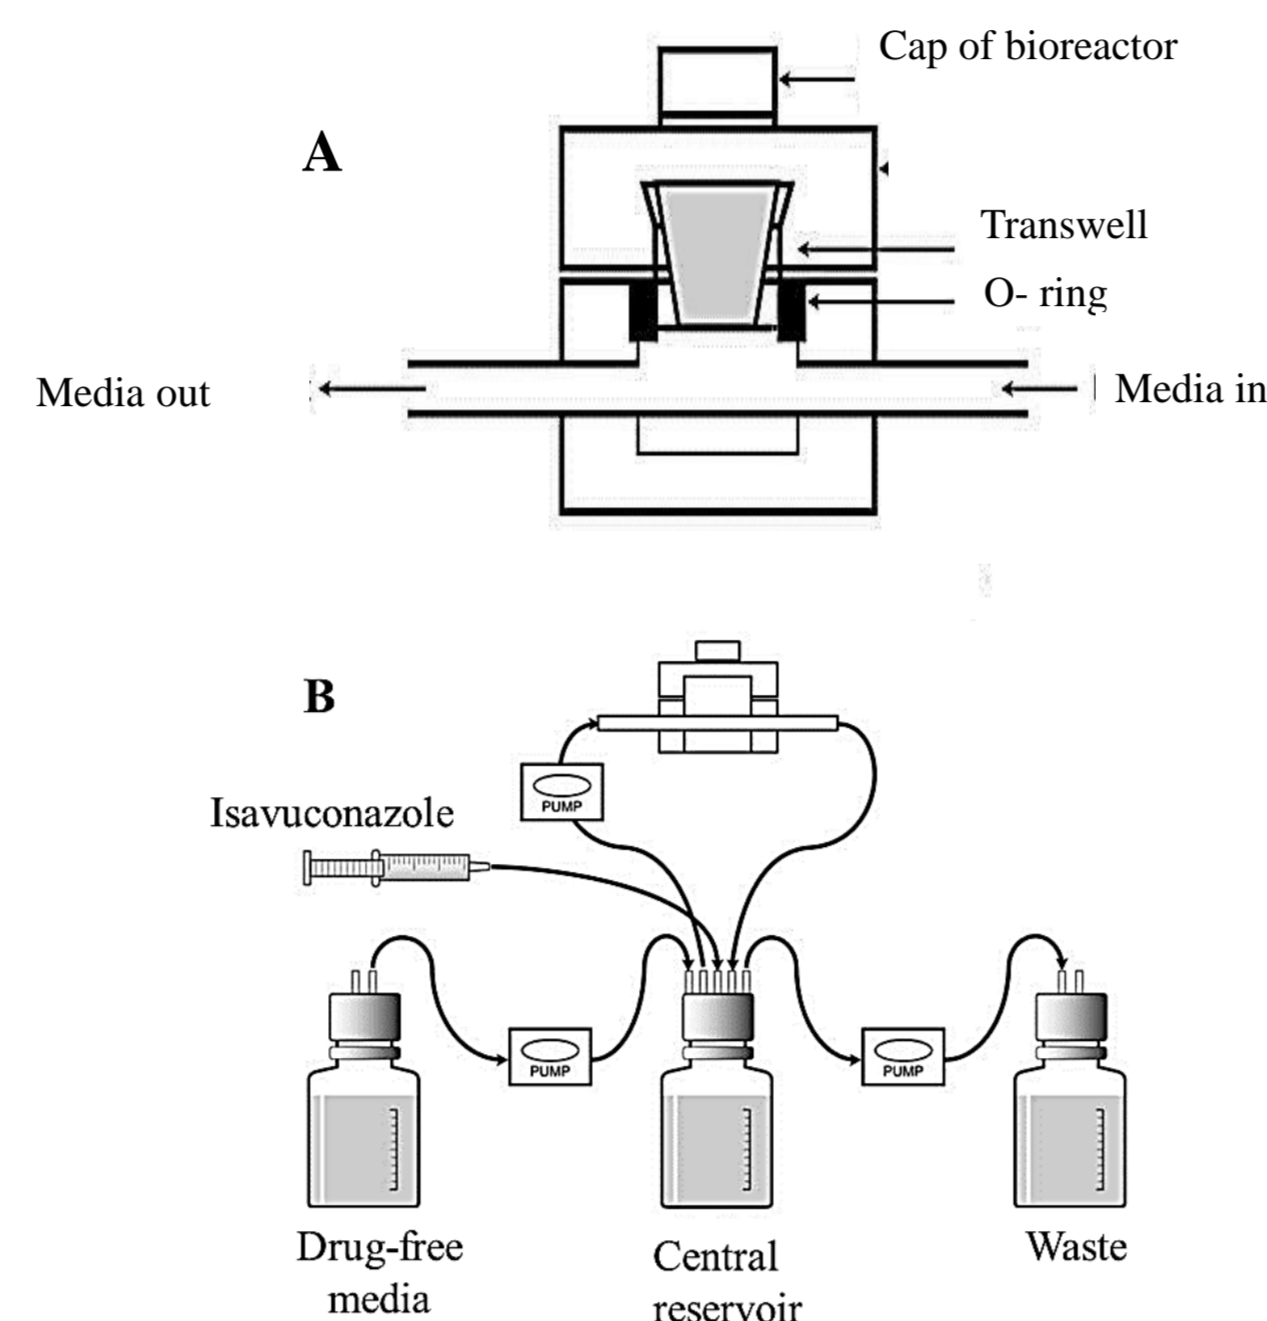 Cap of bioreactor
A
Transwell
O- ring
Media out
Media in
B
PUMP
Isavuconazole
PUMP
PUMP
Drug-free
media
Central
reservoir
Waste